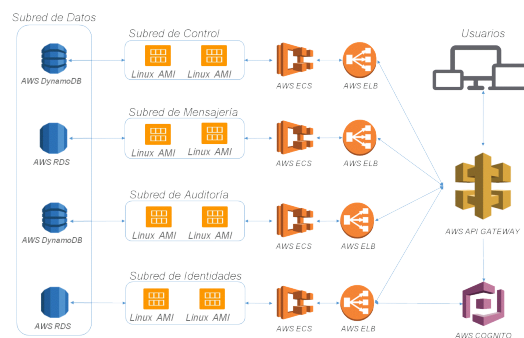 Subred de Datos
Subred de Control
Usuarios
AWS DynamoDB
Linux AMI
Linux AMI
AWS ECS
AWS ELB
Subred de Mensajería
AWS RDS
Linux AMI
Linux AMI
AWS ECS
AWS ELB
Subred de Auditoría
AWS DynamoDB
Linux AMI
Linux AMI
AWS ECS
AWS ELB
AWS API GATEWAY
Subred de Identidades
AWS RDS
Linux AMI
Linux AMI
AWS ECS
AWS ELB
AWS COGNITO